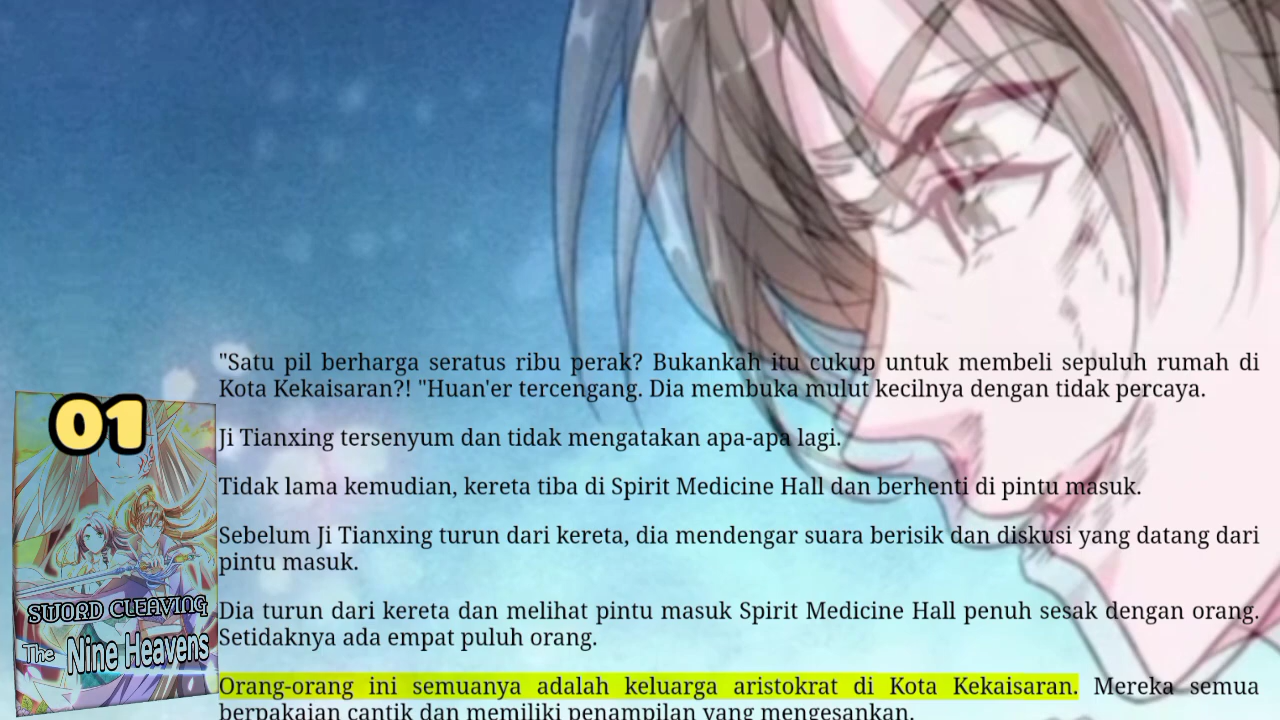 "Satu pil berharga seratus ribu perak? Bukankah itu cukup untuk membeli sepuluh rumah di
Kota Kekaisaran?! "Huan'er tercengang. Dia membuka mulut kecilnya dengan tidak percaya.
Ji Tianxing tersenyum dan tidak mengatakan apa-apa lagi.
Tidak lama kemudian, kereta tiba di Spirit Medicine Hall dan berhenti di pintu masuk.
Sebelum Ji Tianxing turun dari kereta, dia mendengar suara berisik dan diskusi yang datang dari
pintu masuk.
Dia turun dari kereta dan melihat pintu masuk Spirit Medicine Hall penuh sesak dengan orang.
Setidaknya ada empat puluh orang.
Orang-orang ini semuanya adalah keluarga aristokrat di Kota Kekaisaran. Mereka semua
berpakaian cantik dan memiliki penampilan yang mengesankan.
01
SWORD CLEAVING
The Nine Heavens